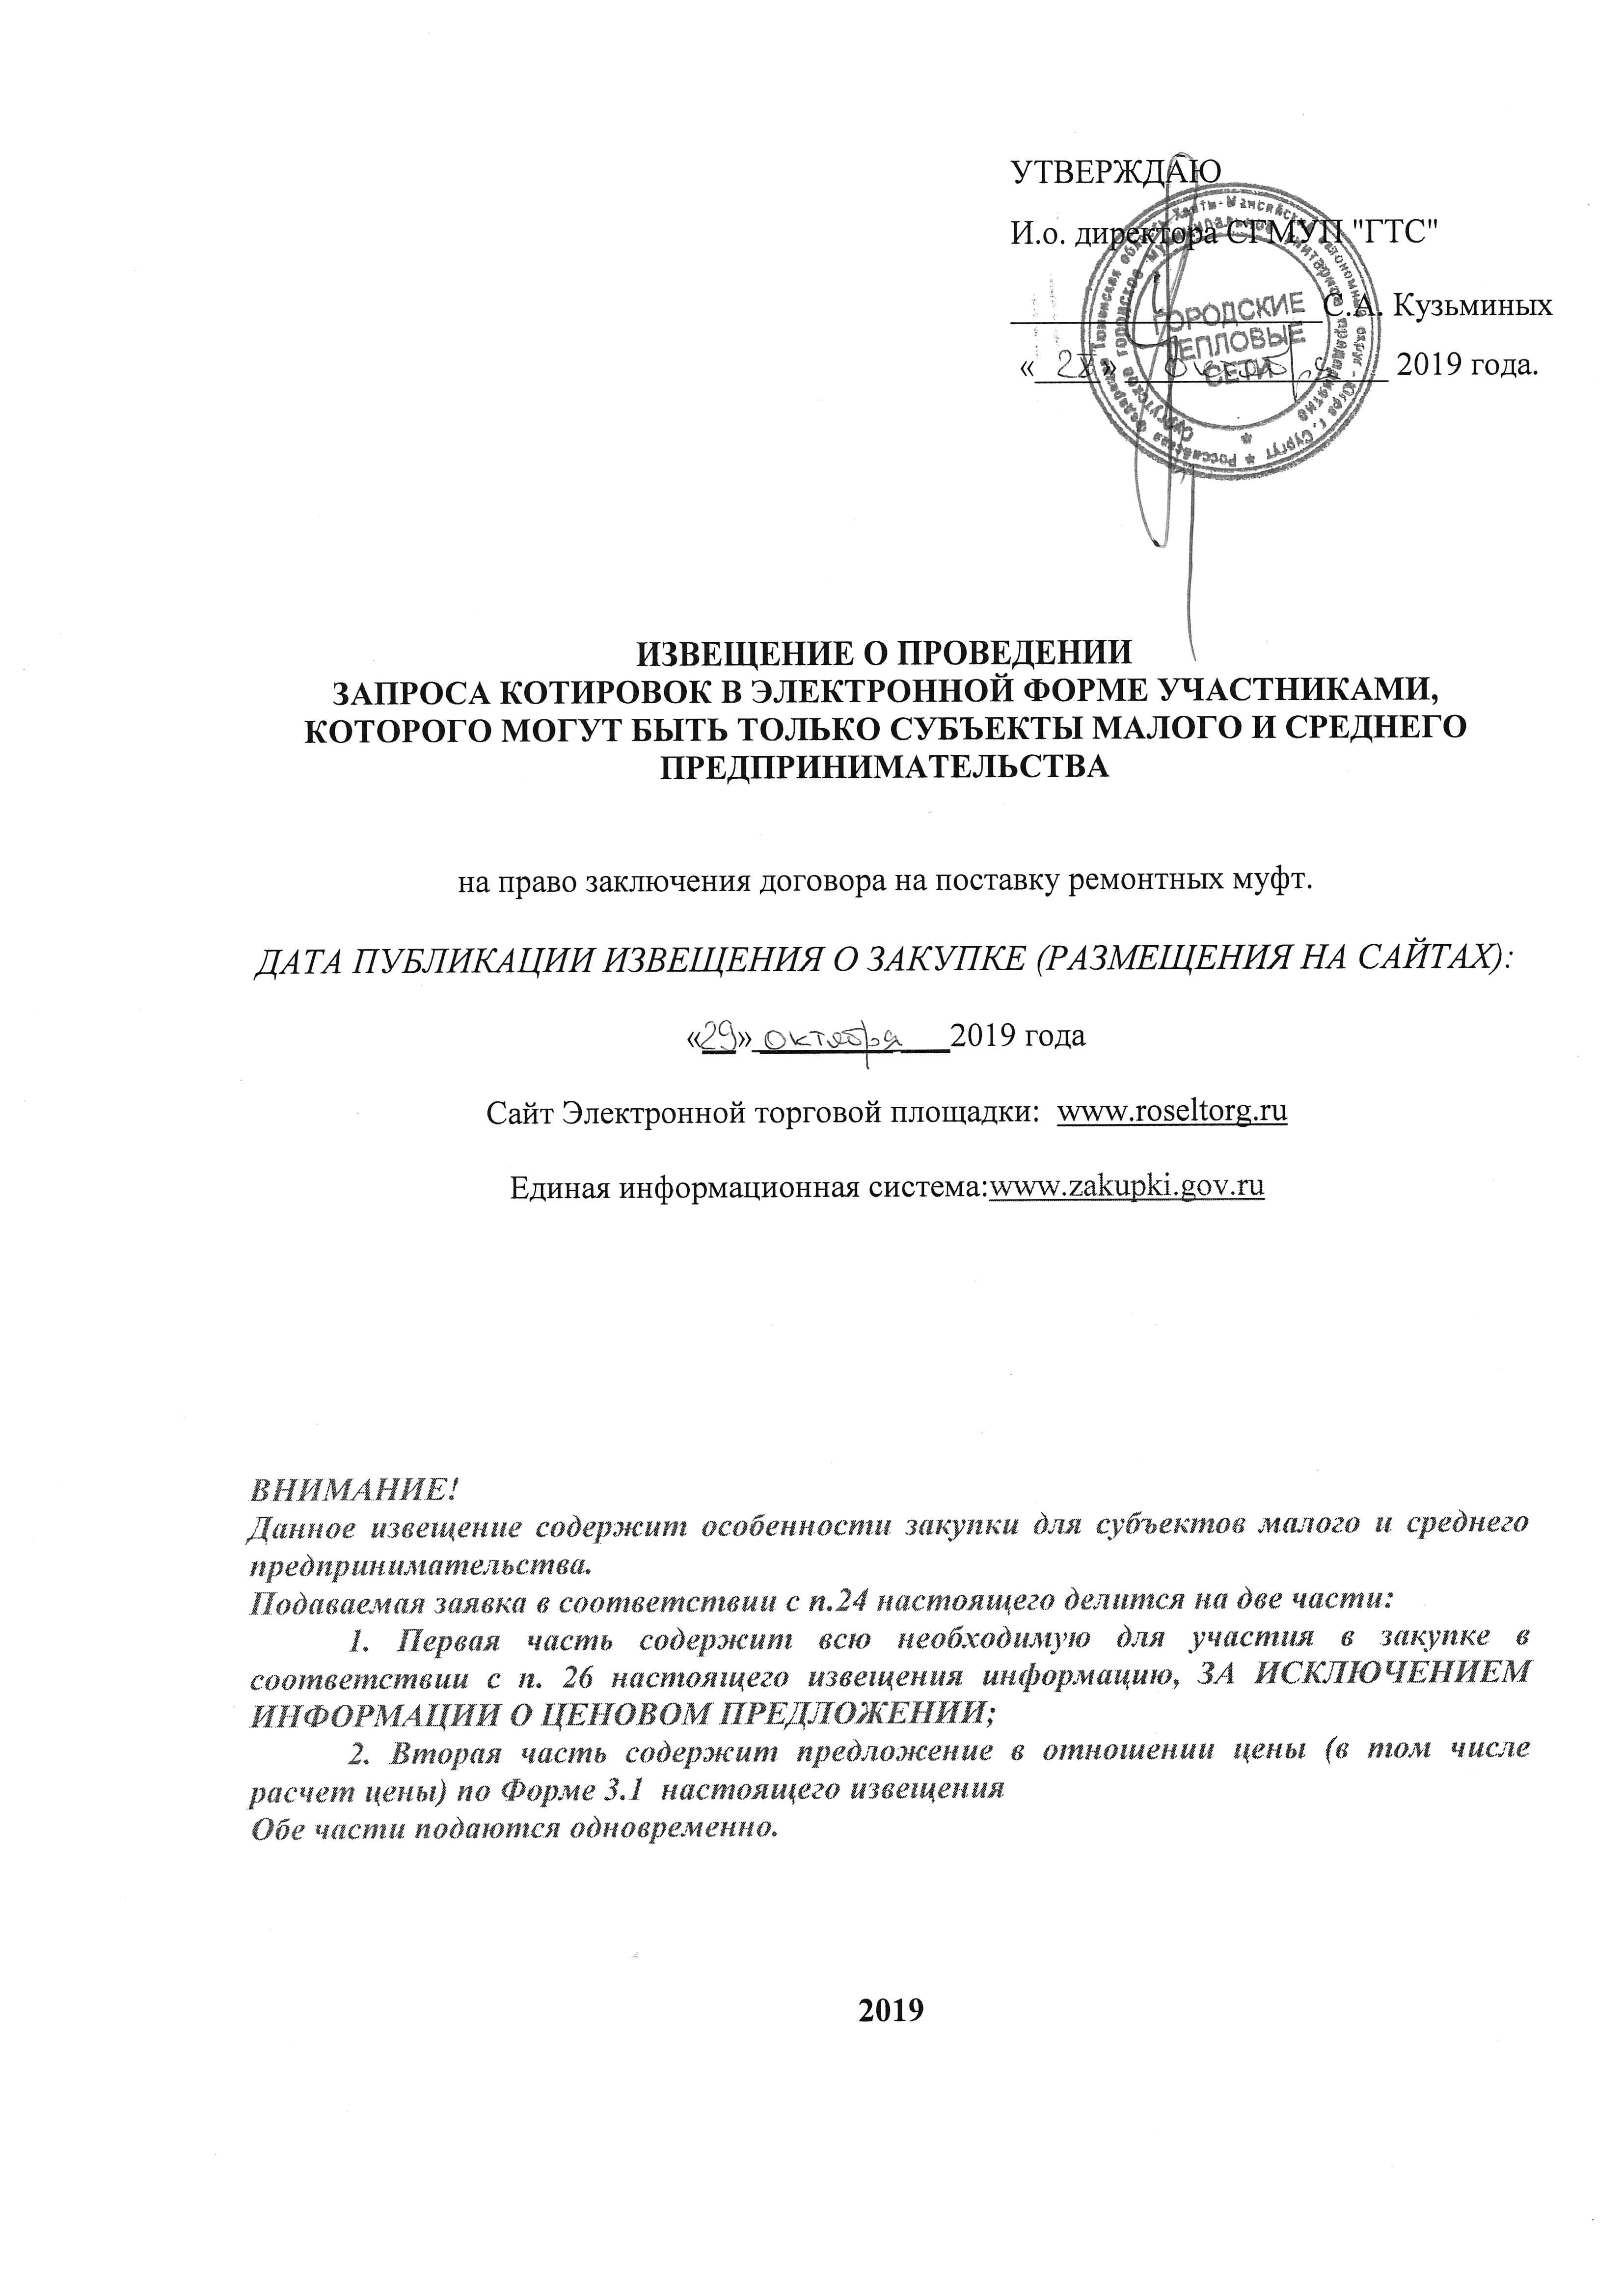 УТВЕРЖДАЮ
И.о. директора СГМУП "ГТС"
С.А. Кузьминых
« » октября 2019 года.
ГОРОДСКИЕ
ТЕПЛОВЫЕ
СЕТИ
ИЗВЕЩЕНИЕ О ПРОВЕДЕНИИ
ЗАПРОСА КОТИРОВОК В ЭЛЕКТРОННОЙ ФОРМЕ УЧАСТНИКАМИ,
КОТОРОГО МОГУТ БЫТЬ ТОЛЬКО СУБЪЕКТЫ МАЛОГО И СРЕДНЕГО
ПРЕДПРИНИМАТЕЛЬСТВА
на право заключения договора на поставку ремонтных муфт.
ДАТА ПУБЛИКАЦИИ ИЗВЕЩЕНИЯ О ЗАКУПКЕ (РАЗМЕЩЕНИЯ НА САЙТАХ):
«29» октября 2019 года
Сайт Электронной торговой площадки: www.roseltorg.ru
Единая информационная система:www.zakupki.gov.ru
ВНИМАНИЕ!
Данное извещение содержит особенности закупки для субъектов малого и среднего
предпринимательства.
Подаваемая заявка в соответствии с п.24 настоящего делится на две части:
1. Первая часть содержит всю необходимую для участия в закупке в
соответствии с п. 26 настоящего извещения информацию, ЗА ИСКЛЮЧЕНИЕМ
ИНФОРМАЦИИ О ЦЕНОВОМ ПРЕДЛОЖЕНИИ;
2. Вторая часть содержит предложение в отношении цены (в том числе
расчет цены) по Форме 3.1 настоящего извещения
Обе части подаются одновременно.
2019